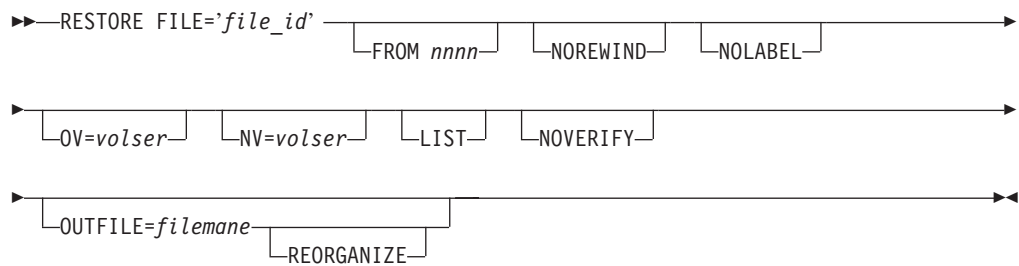 RESTORE FILE=’file_id’
FROM nnnn
NOREWIND
NOLABEL
OV=volser
NV=volser
LIST
NOVERIFY
OUTFILE=filemane
REORGANIZE